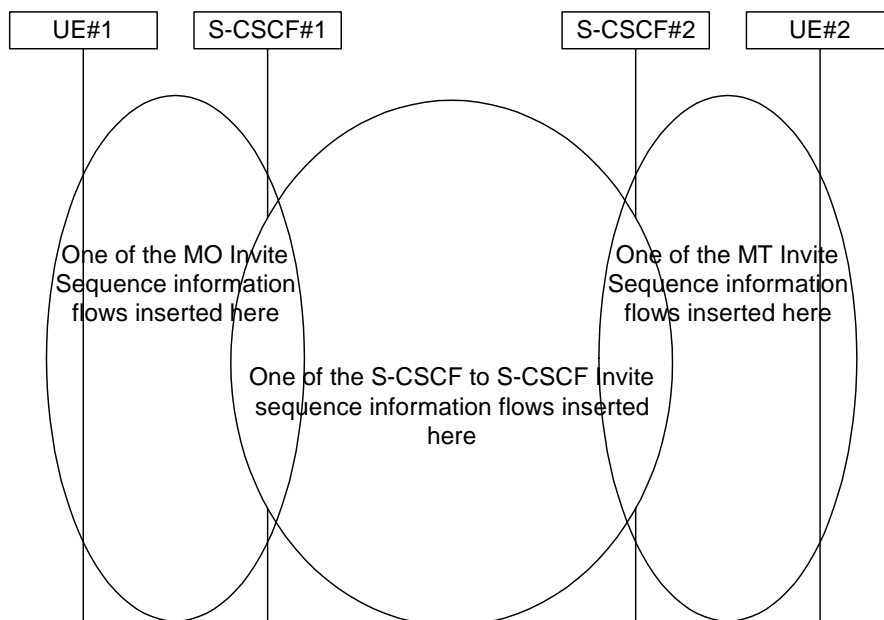 UE#1
S-CSCF#1
S-CSCF#2
UE#2
One of the MO Invite
Sequence information
flows inserted here
One of the MT Invite
Sequence information
flows inserted here
One of the S-CSCF to S-CSCF Invite
sequence information flows inserted
here